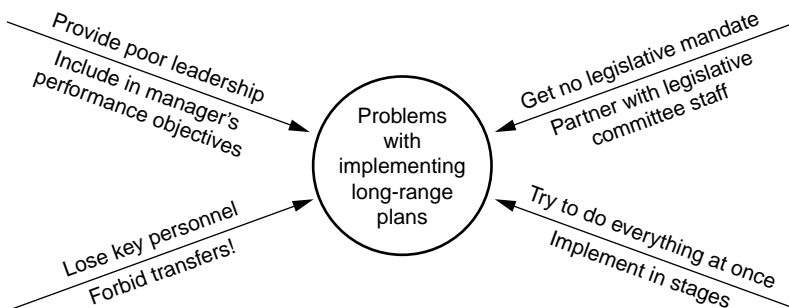 Provide poor leadership
Include in manager’s
performance objectives
Get no legislative mandate
Partner with legislative
committee staff
Problems
with
implementing
long-range
plans
Lose key personnel
Forbid transfers!
Try to do everything at once
Implement in stages